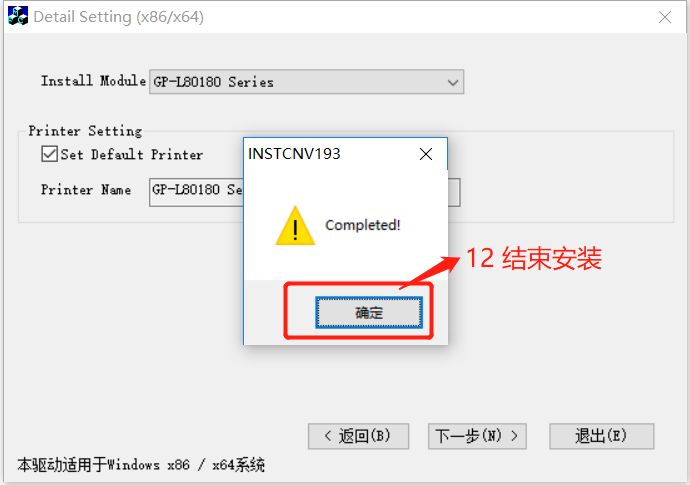 Detail Setting (x86/x64)
Install Module GP-L80180 Series
Printer Setting
Set Default Printer
Printer Name GP-L80180 Se
INSTCNV193
Completed!
确定
12 结束安装
< 返回(B) 下一步(N) > 退出(E)
本驱动适用于Windows x86 / x64系统